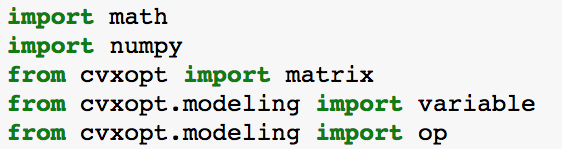 import math
import numpy
from cvxopt import matrix
from cvxopt.modeling import variable
from cvxopt.modeling import op